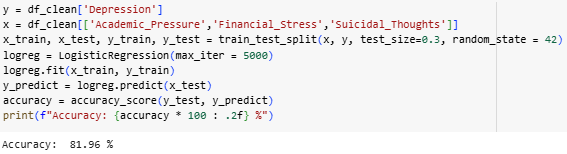 y = df_clean['Depression']
x = df_clean[['Academic_Pressure','Financial_Stress','Suicidal_Thoughts']]
x_train, x_test, y_train, y_test = train_test_split(x, y, test_size=0.3, random_state = 42)
logreg = LogisticRegression(max_iter = 5000)
logreg.fit(x_train, y_train)
y_predict = logreg.predict(x_test)
accuracy = accuracy_score(y_test, y_predict)
print(f"Accuracy: {accuracy * 100 : .2f} %")
Accuracy:  81.96 %